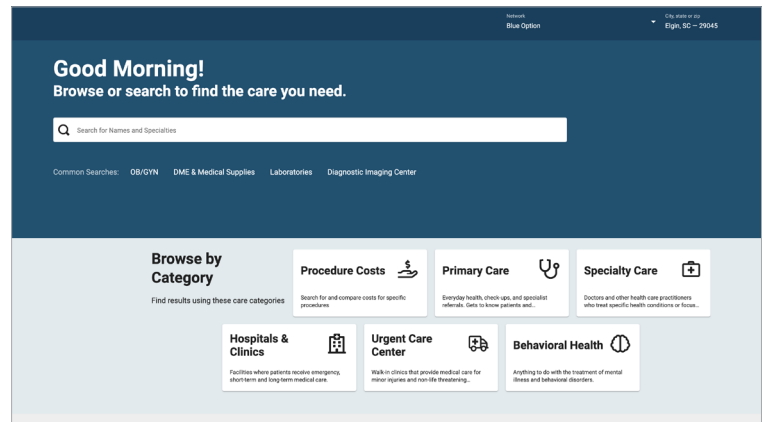 Network
Blue Option
City, state or zip
Elgin, SC — 29045
Good Morning!
Browse or search to find the care you need.
Search for Names and Specialties
Common Searches: OB/GYN DME & Medical Supplies Laboratories Diagnostic Imaging Center
Browse by
Category
Find results using these care categories
Procedure Costs
Search for and compare costs for specific
procedures
Primary Care
Everyday health, check-ups, and specialist
referrals. Gets to know patients and...
Specialty Care
Doctors and other health care practitioners
who treat specific health conditions or focus...
Hospitals &
Clinics
Facilities where patients receive emergency,
short-term and long-term medical care.
Urgent Care
Center
Walk-in clinics that provide medical care for
minor injuries and non-life threatening...
Behavioral Health
Anything to do with the treatment of mental
illness and behavioral disorders.